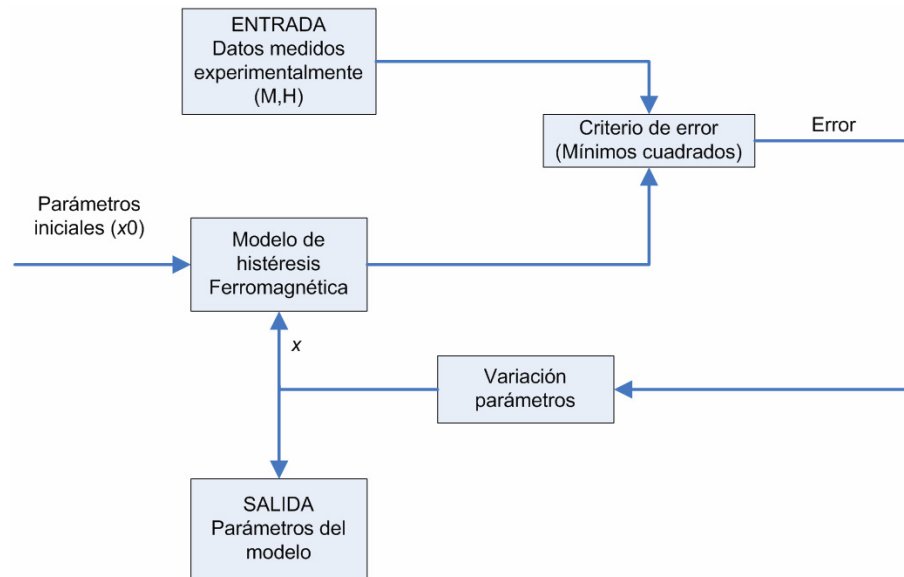 ENTRADA
Datos medidos
experimentalmente
(M,H)
Criterio de error
(Mínimos cuadrados)
Error
Parámetros
iniciales (x0)
Modelo de
histéresis
Ferromagnética
x
Variación
parámetros
SALIDA
Parámetros del
modelo